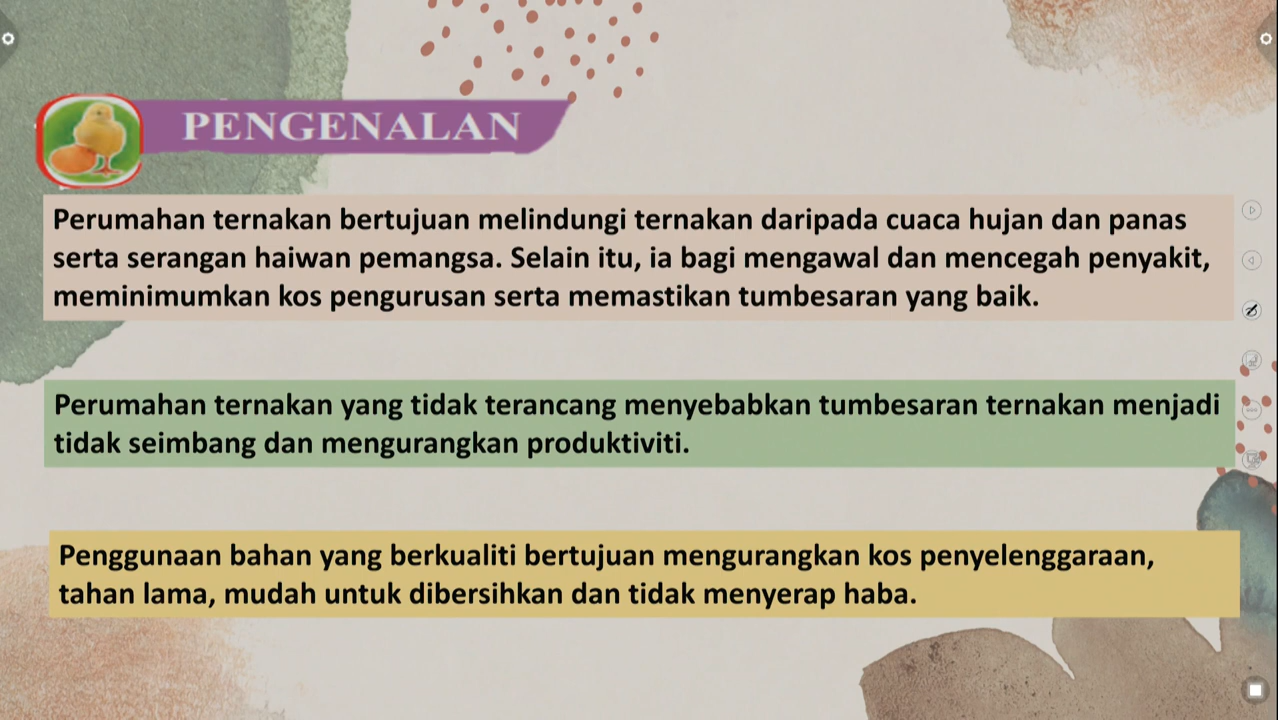 PENGENALAN
Perumahan ternakan bertujuan melindungi ternakan daripada cuaca hujan dan panas
serta serangan haiwan pemangsa. Selain itu, ia bagi mengawal dan mencegah penyakit,
meminimumkan kos pengurusan serta memastikan tumbesaran yang baik.
Perumahan ternakan yang tidak terancang menyebabkan tumbesaran ternakan menjadi
tidak seimbang dan mengurangkan produktiviti.
Penggunaan bahan yang berkualiti bertujuan mengurangkan kos penyelenggaraan,
tahan lama, mudah untuk dibersihkan dan tidak menyerap haba.